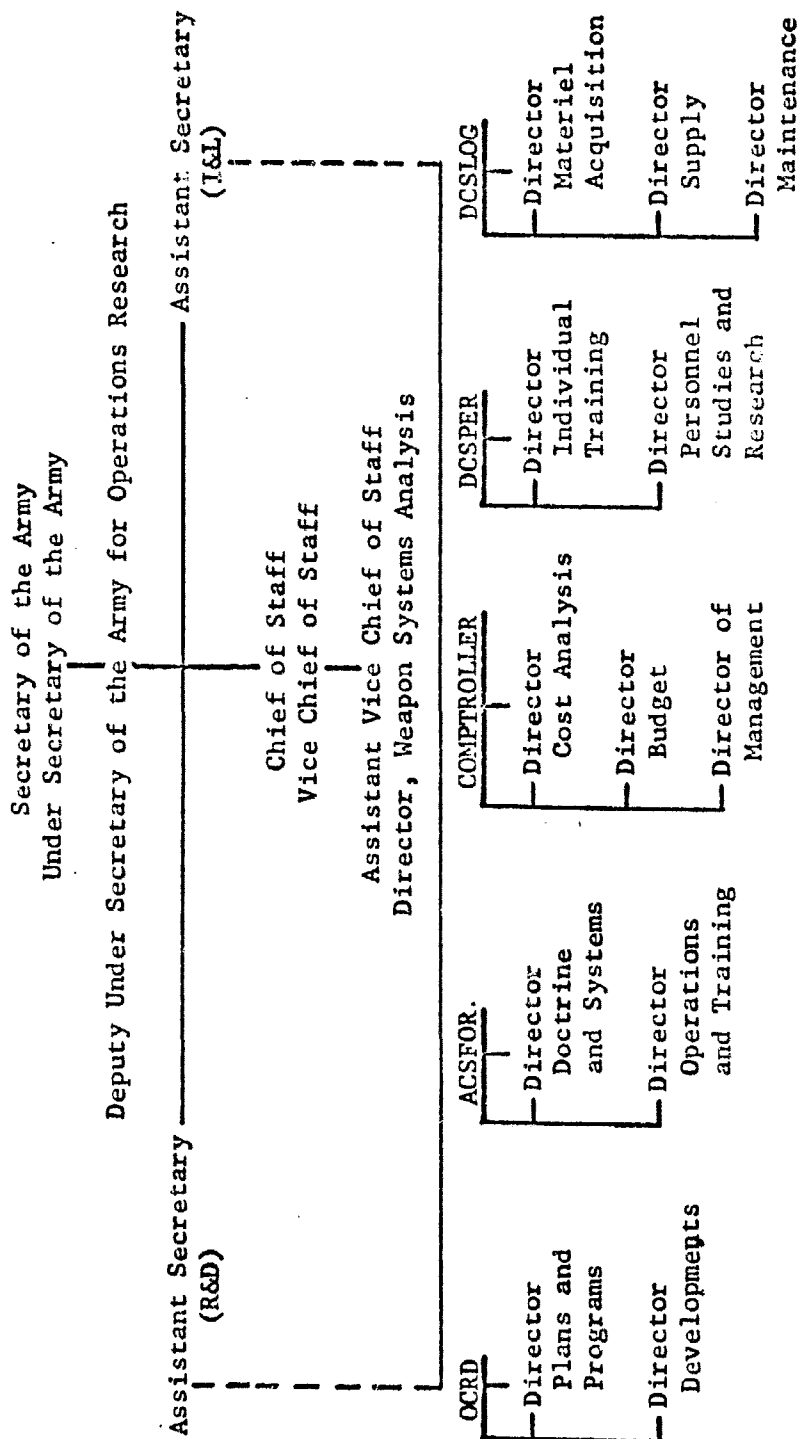 Secretary of the Army
Under Secretary of the Army
Deputy Under Secretary of the Army for Operations Research
Assistant Secretary
(R&D)
Assistant Secretary
(I&L)
Chief of Staff
Vice Chief of Staff
Assistant Vice Chief of Staff
Director, Weapon Systems Analysis
OCRD
Director
Plans and
Programs
Director
Developments
ACSFOR.
Director
Doctrine
and Systems
Director
Operations
and Training
COMPTROLLER
Director
Cost Analysis
Director
Budget
Director of
Management
DCSPER
Director
Individual
Training
Director
Personnel
Studies and
Research
DCSLOG
Director
Materiel
Acquisition
Director
Supply
Director
Maintenance